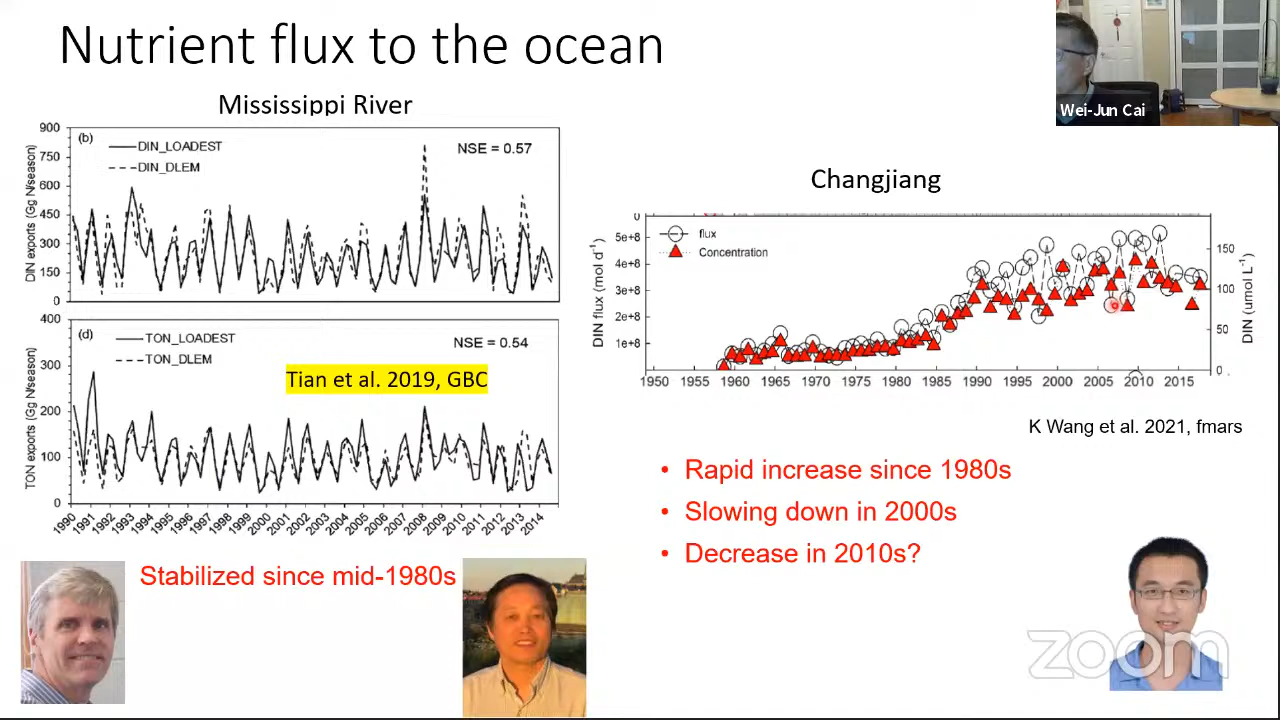 Nutrient flux to the ocean
Wei-Jun Cai
Mississippi River
900
750
600
450
300
150
0
DIN exports (Gg N/season)
(b)
DIN_LOADEST
DIN_DLEM
NSE = 0.57
400
300
200
100
0
TON exports (Gg N/season)
(d)
TON_LOADEST
TON_DLEM
NSE = 0.54
Tian et al. 2019, GBC
1990 1991 1992 1993 1994 1995 1996 1997 1998 1999 2000 2001 2002 2003 2004 2005 2006 2007 2008 2009 2010 2011 2012 2013 2014
Stabilized since mid-1980s
Changjiang
0
5e+8
4e+8
3e+8
2e+8
1e+8
DIN flux (mol d⁻¹)
flux
Concentration
150
100
50
0
DIN (umol L⁻¹)
1950 1955 1960 1965 1970 1975 1980 1985 1990 1995 2000 2005 2010 2015
K Wang et al. 2021, fmars
• Rapid increase since 1980s
• Slowing down in 2000s
• Decrease in 2010s?
zoom